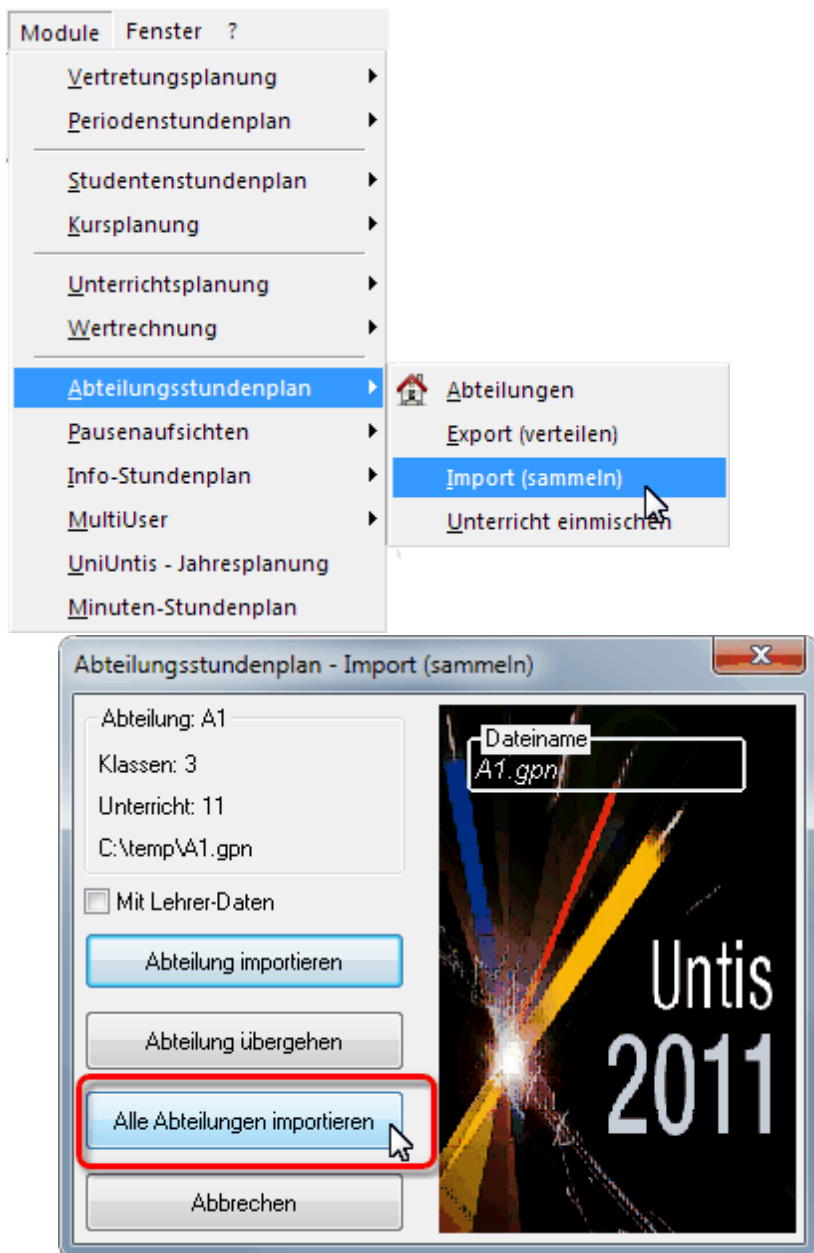 Module Fenster ?
Vertretungsplanung
Periodenstundenplan
Studentenstundenplan
Kursplanung
Unterrichtsplanung
Wertrechnung
Abteilungsstundenplan
Pausenaufsichten
Info-Stundenplan
MultiUser
UniUntis - Jahresplanung
Minuten-Stundenplan
Abteilungen
Export (verteilen)
Import (sammeln)
Unterricht einmischen
Abteilungsstundenplan - Import (sammeln)
Abteilung: A1
Klassen: 3
Unterricht: 11
C:\temp\A1.gpn
Mit Lehrer-Daten
Abteilung importieren
Abteilung übergehen
Alle Abteilungen importieren
Abbrechen
Dateiname
A1.gpn
Untis
2011